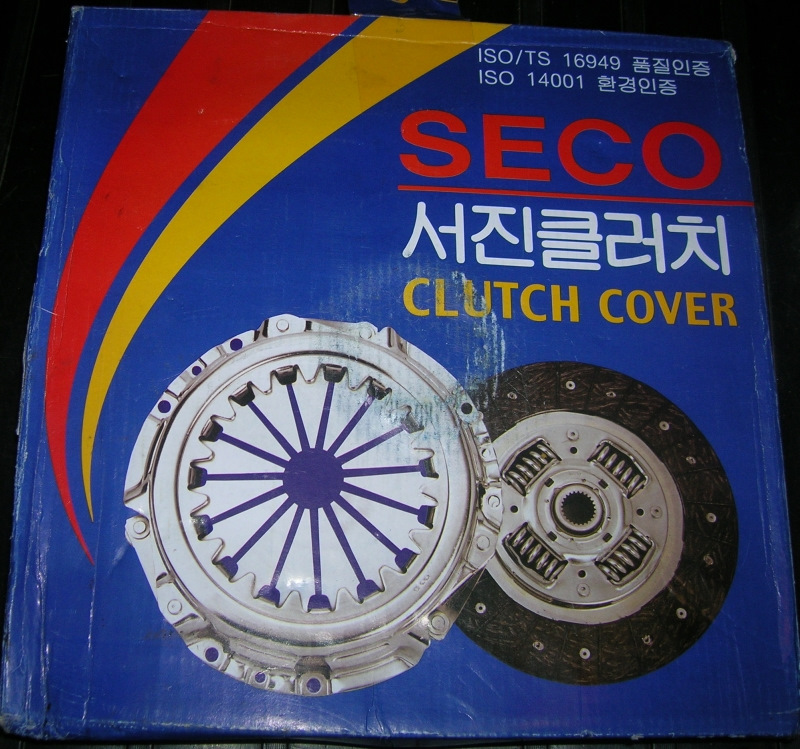 ISO/TS 16949 품질인증
ISO 14001 환경인증
SECO
서진클러치
CLUTCH COVER